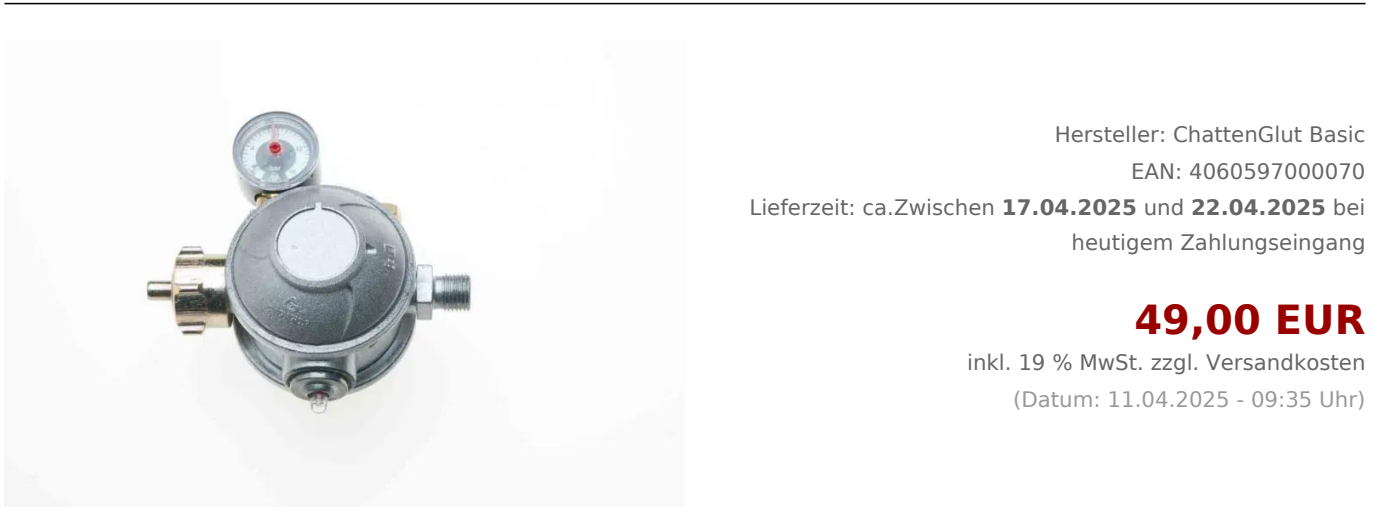 Hersteller: ChattenGlut Basic
EAN: 4060597000070
Lieferzeit: ca.Zwischen 17.04.2025 und 22.04.2025 bei
heutigem Zahlungseingang
49,00 EUR
inkl. 19 % MwSt. zzgl. Versandkosten
(Datum: 11.04.2025 - 09:35 Uhr)